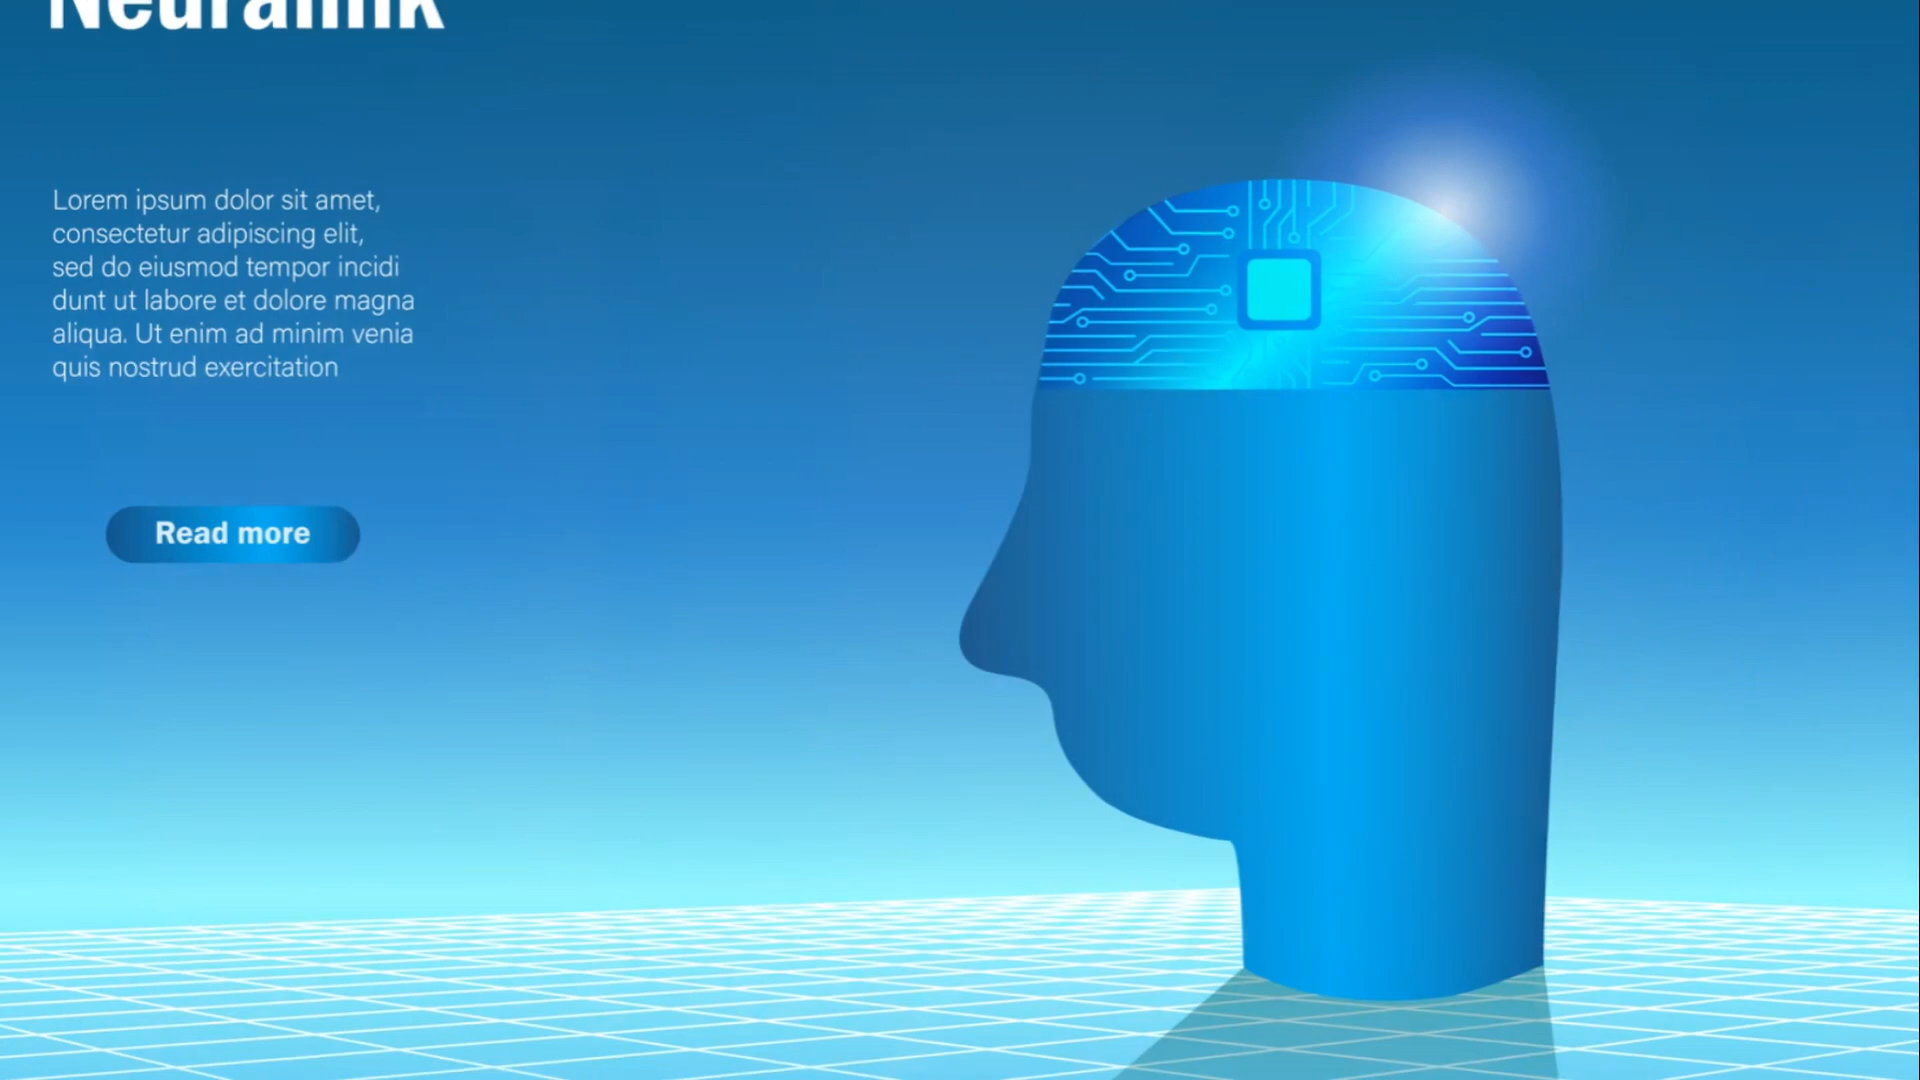 Neuralink
Lorem ipsum dolor sit amet,
consectetur adipiscing elit,
sed do eiusmod tempor incidi
dunt ut labore et dolore magna
aliqua. Ut enim ad minim venia
quis nostrud exercitation
Read more